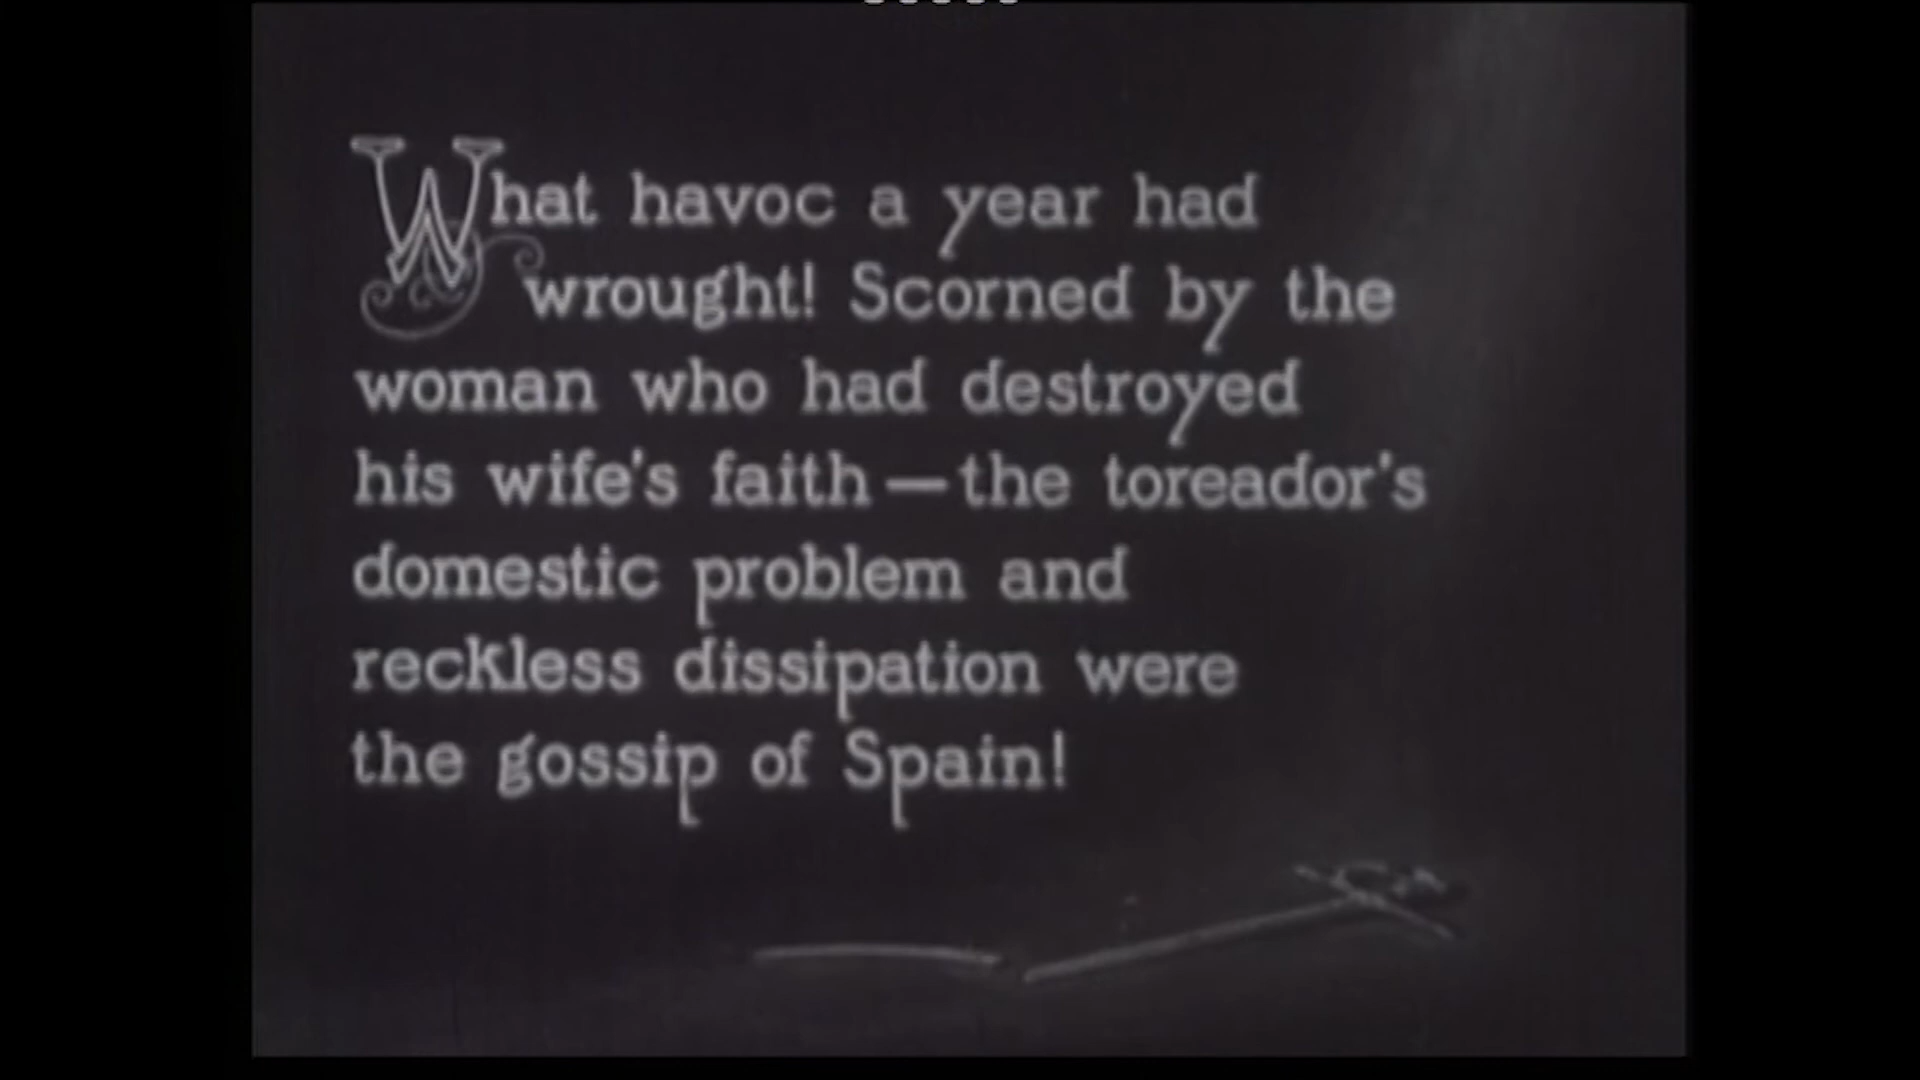 What havoc a year had
wrought! Scorned by the
woman who had destroyed
his wife's faith—the toreador's
domestic problem and
reckless dissipation were
the gossip of Spain!